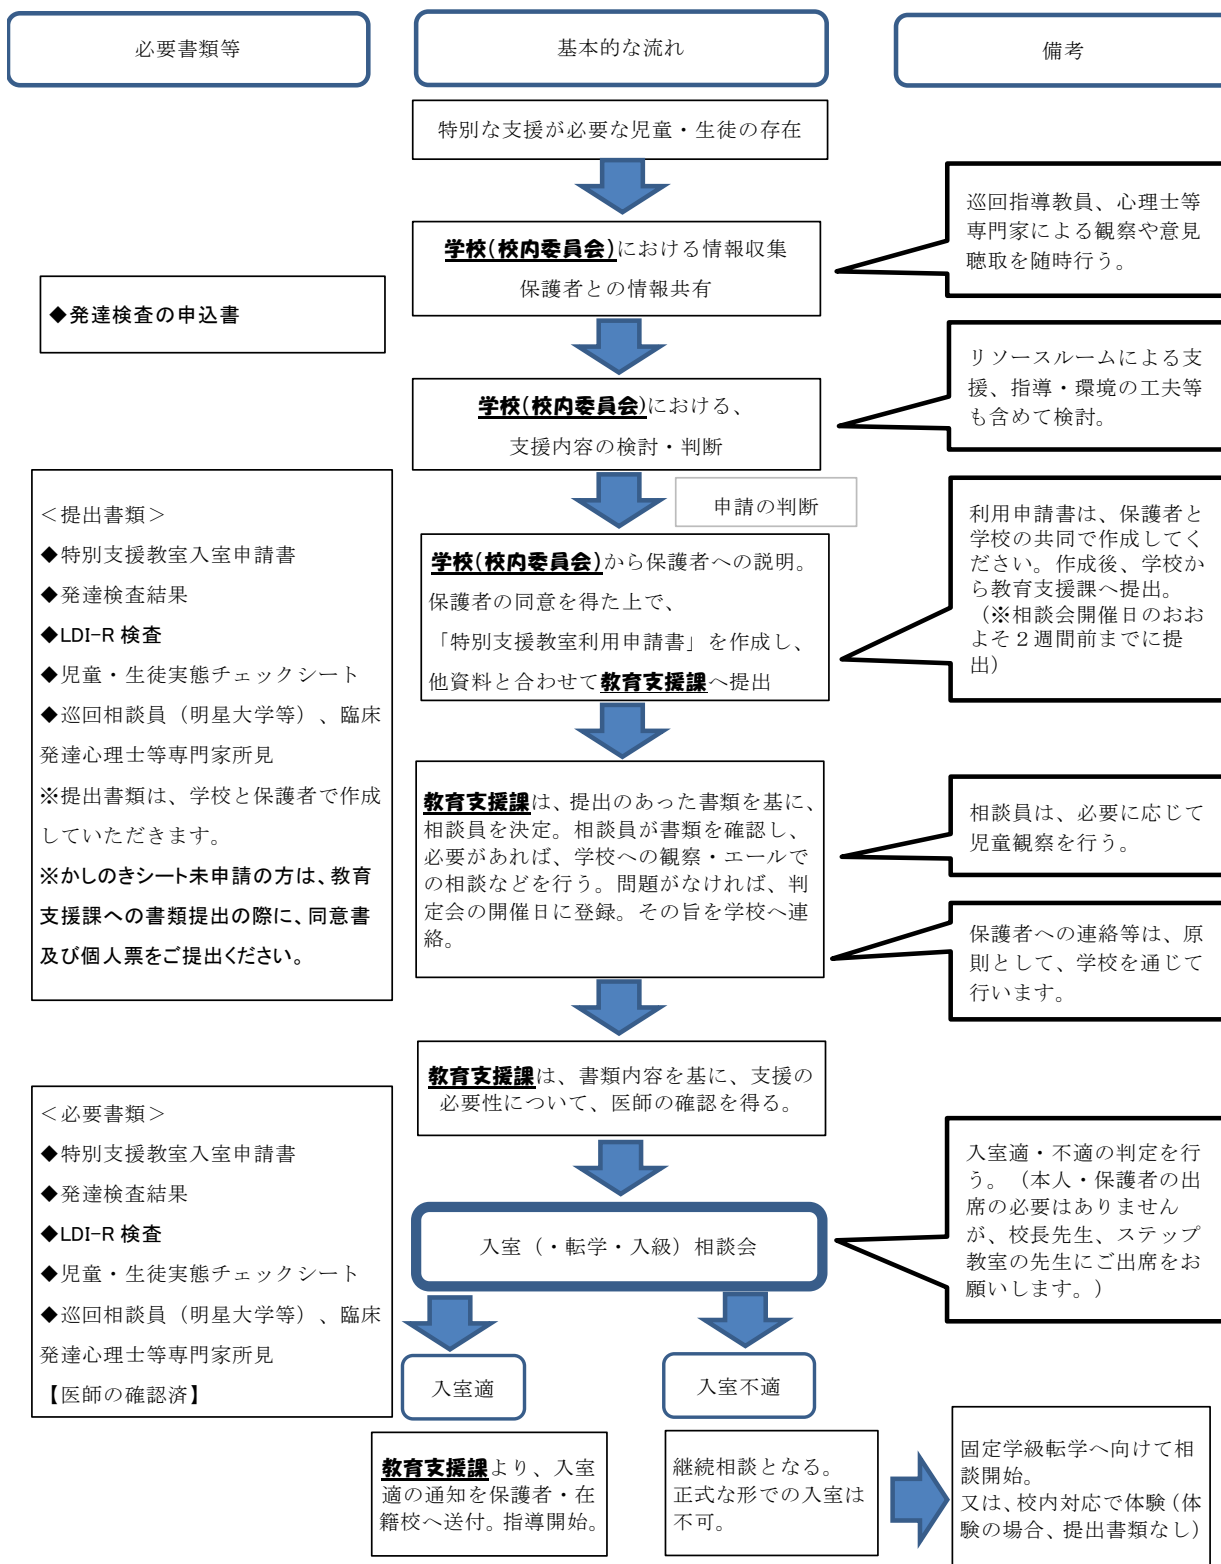 必要書類等
基本的な流れ
備考
特別な支援が必要な児童・生徒の存在
学校(校内委員会)における情報収集
保護者との情報共有
巡回指導教員、心理士等
専門家による観察や意見
聴取を随時行う。
◆発達検査の申込書
学校(校内委員会)における、
支援内容の検討・判断
リソースルームによる支
援、指導・環境の工夫等
も含めて検討。
申請の判断
＜提出書類＞
◆特別支援教室入室申請書
◆発達検査結果
◆LDI-R 検査
◆児童・生徒実態チェックシート
◆巡回相談員（明星大学等）、臨床
発達心理士等専門家所見
※提出書類は、学校と保護者で作成
していただきます。
※かしのきシート未申請の方は、教育
支援課への書類提出の際に、同意書
及び個人票をご提出ください。
学校(校内委員会)から保護者への説明。
保護者の同意を得た上で、
「特別支援教室利用申請書」を作成し、
他資料と合わせて教育支援課へ提出
利用申請書は、保護者と
学校の共同で作成してく
ださい。作成後、学校か
ら教育支援課へ提出。
（※相談会開催日のおお
よそ２週間前までに提
出）
教育支援課は、提出のあった書類を基に、
相談員を決定。相談員が書類を確認し、
必要があれば、学校への観察・エールで
の相談などを行う。問題がなければ、判
定会の開催日に登録。その旨を学校へ連
絡。
相談員は、必要に応じて
児童観察を行う。
保護者への連絡等は、原
則として、学校を通じて
行います。
教育支援課は、書類内容を基に、支援の
必要性について、医師の確認を得る。
＜必要書類＞
◆特別支援教室入室申請書
◆発達検査結果
◆LDI-R 検査
◆児童・生徒実態チェックシート
◆巡回相談員（明星大学等）、臨床
発達心理士等専門家所見
【医師の確認済】
入室（・転学・入級）相談会
入室適・不適の判定を行
う。（本人・保護者の出
席の必要はありません
が、校長先生、ステップ
教室の先生にご出席をお
願いします。）
入室適
入室不適
教育支援課より、入室
適の通知を保護者・在
籍校へ送付。指導開始。
継続相談となる。
正式な形での入室は
不可。
固定学級転学へ向けて相
談開始。
又は、校内対応で体験（体
験の場合、提出書類なし）